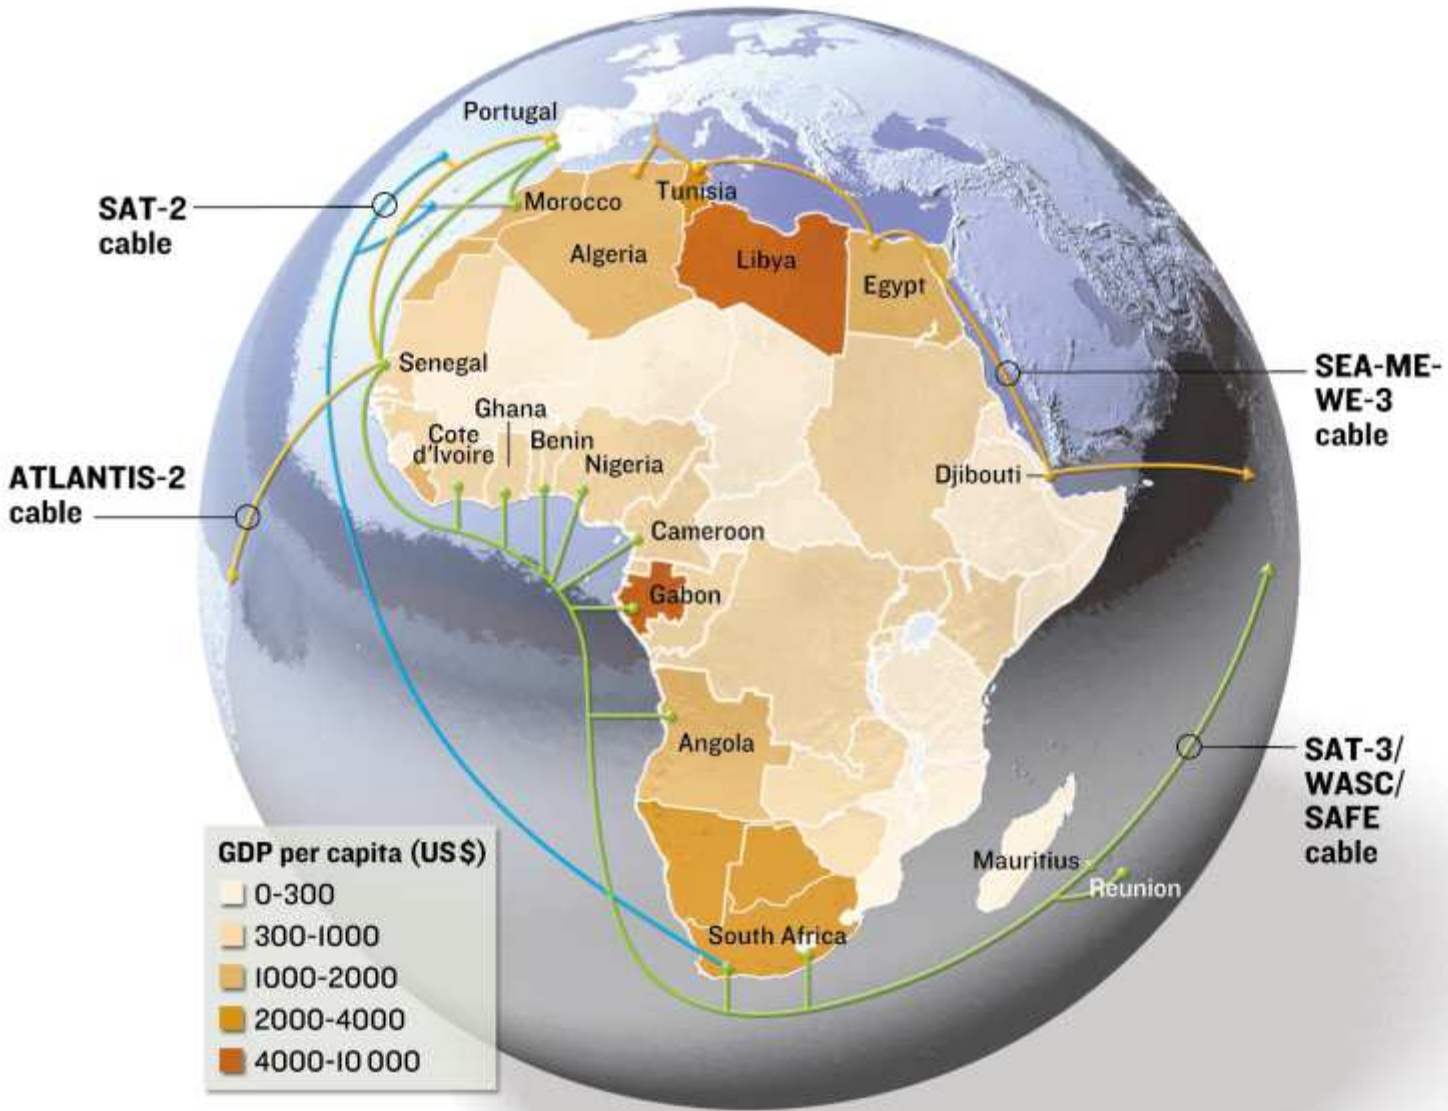 Portugal
SAT-2
cable
Morocco
Tunisia
Algeria
Libya
Egypt
Senegal
SEA-ME-
WE-3
cable
Ghana
Cote
d'Ivoire
Benin
Nigeria
Djibouti
ATLANTIS-2
cable
Cameroon
Gabon
Angola
SAT-3/
WASC/
SAFE
cable
Mauritius
Reunion
South Africa
GDP per capita (US$)
0-300
300-1000
1000-2000
2000-4000
4000-10 000